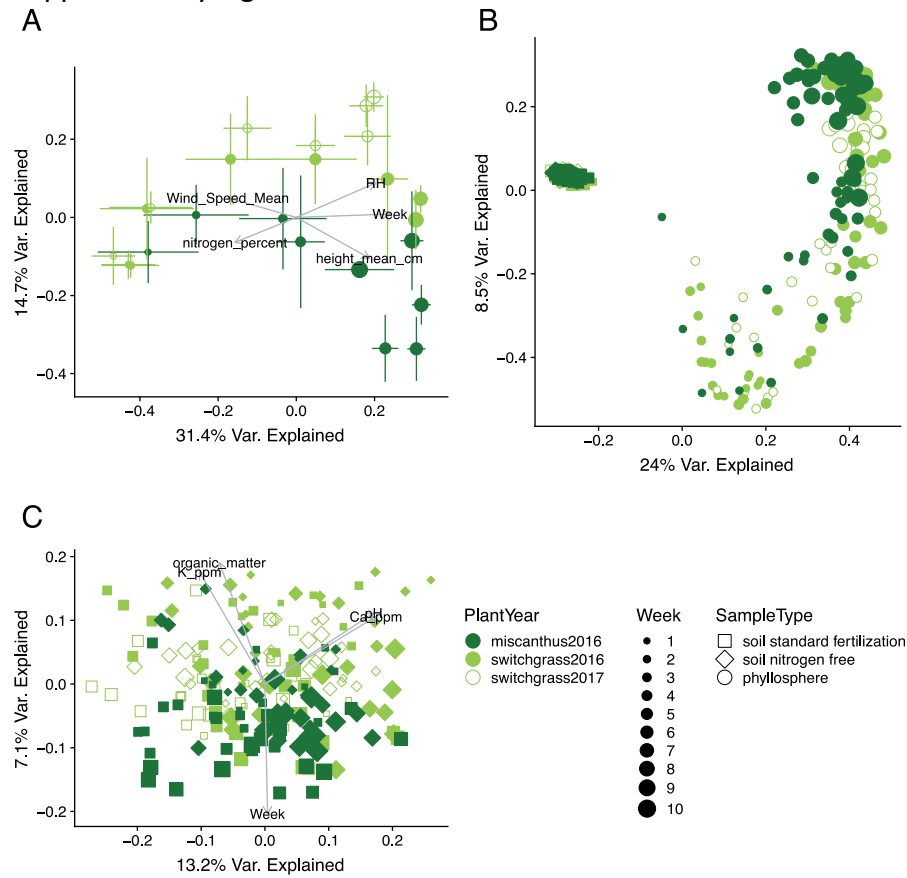 A
14.7% Var. Explained
0.2
0.0
−0.2
−0.4
Wind_Speed_Mean
RH
Week
nitrogen_percent
height_mean_cm
−0.4
−0.2
0.0
0.2
31.4% Var. Explained
B
8.5% Var. Explained
0.2
0.0
−0.2
−0.4
−0.2
0.0
0.2
0.4
24% Var. Explained
C
7.1% Var. Explained
0.2
0.1
0.0
−0.1
−0.2
organic_matter
K_ppm
pH
Ca_ppm
Week
−0.2
−0.1
0.0
0.1
0.2
13.2% Var. Explained
PlantYear
miscanthus2016
switchgrass2016
switchgrass2017
Week
1
2
3
4
5
6
7
8
9
10
SampleType
soil standard fertilization
soil nitrogen free
phyllosphere